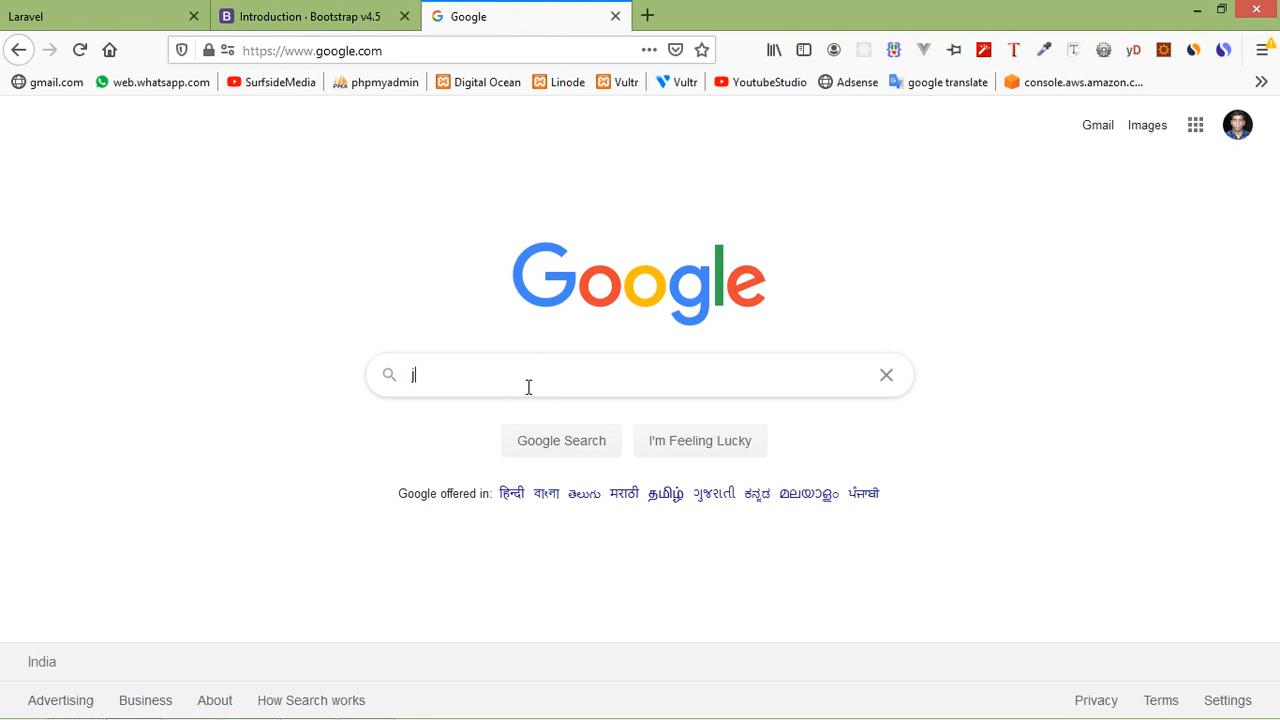 Laravel
Introduction · Bootstrap v4.5
Google
https://www.google.com
T T yD
gmail.com web.whatsapp.com SurfsideMedia phpmyadmin Digital Ocean Linode Vultr Vultr YoutubeStudio Adsense google translate console.aws.amazon.c...
Gmail Images
Google
j
Google Search I'm Feeling Lucky
Google offered in: हिन्दी বাংলা తెలుగు मराठी தமிழ் ગુજરાતી ಕನ್ನಡ മലയാളം ਪੰਜਾਬੀ
India
Advertising Business About How Search works Privacy Terms Settings